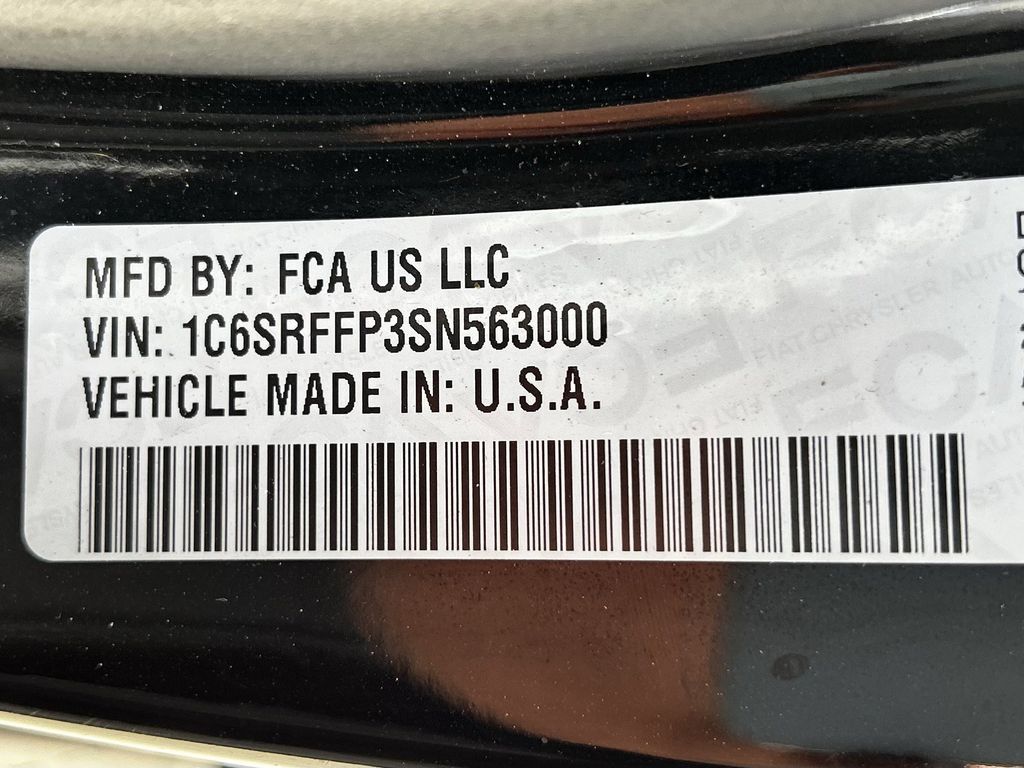 MFD BY: FCA US LLC
VIN: 1C6SRFFP3SN563000
VEHICLE MADE IN: U.S.A.